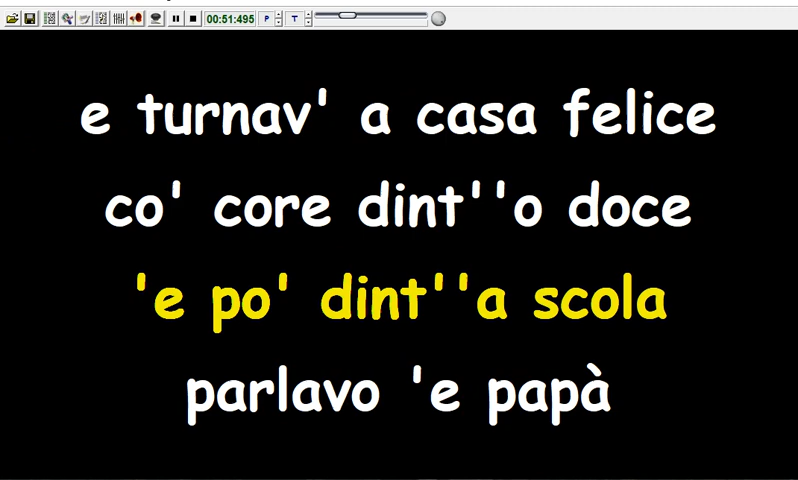 00:51:495 P T
e turnav' a casa felice
co' core dint''o doce
'e po' dint''a scola
parlavo 'e papà